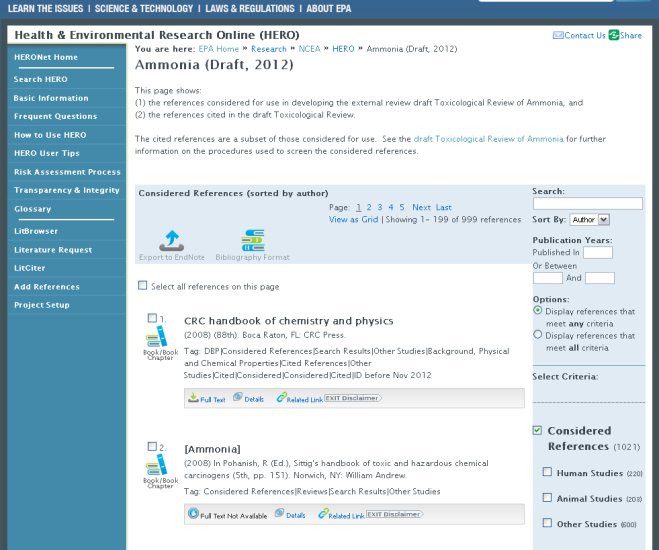 LEARN THE ISSUES | SCIENCE & TECHNOLOGY | LAWS & REGULATIONS | ABOUT EPA
Health & Environmental Research Online (HERO)
Contact Us Share
You are here: EPA Home » Research » NCEA » HERO » Ammonia (Draft, 2012)
Ammonia (Draft, 2012)
HERONet Home
Search HERO
Basic Information
Frequent Questions
How to Use HERO
HERO User Tips
Risk Assessment Process
Transparency & Integrity
Glossary
LitBrowser
Literature Request
LitCiter
Add References
Project Setup
This page shows:
(1) the references considered for use in developing the external review draft Toxicological Review of Ammonia, and
(2) the references cited in the draft Toxicological Review.
The cited references are a subset of those considered for use. See the draft Toxicological Review of Ammonia for further
information on the procedures used to screen the considered references.
Considered References (sorted by author)
Page: 1 2 3 4 5 Next Last
View as Grid | Showing 1- 199 of 999 references
Export to EndNote Bibliography Format
Select all references on this page
1. CRC handbook of chemistry and physics
(2008) (88th). Boca Raton, FL: CRC Press.
Book/Book
Chapter
Tag: DBP|Considered References|Search Results|Other Studies|Background, Physical
and Chemical Properties|Cited References|Other
Studies|Cited|Considered|Considered|Cited|ID before Nov 2012
Full Text Details Related Link EXIT Disclaimer
2. [Ammonia]
(2008) In Pohanish, R (Ed.), Sittig's handbook of toxic and hazardous chemical
carcinogens (5th, pp. 151). Norwich, NY: William Andrew.
Book/Book
Chapter
Tag: Considered References|Reviews|Search Results|Other Studies
Full Text Not Available Details Related Link EXIT Disclaimer
Search:
Sort By: Author
Publication Years:
Published In
Or Between
And
Options:
Display references that
meet any criteria
Display references that
meet all criteria
Select Criteria:
Considered
References (1021)
Human Studies (220)
Animal Studies (203)
Other Studies (600)